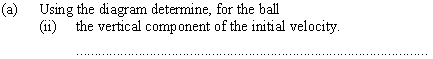 (a) Using the diagram determine, for the ball
(ii) the vertical component of the initial velocity.